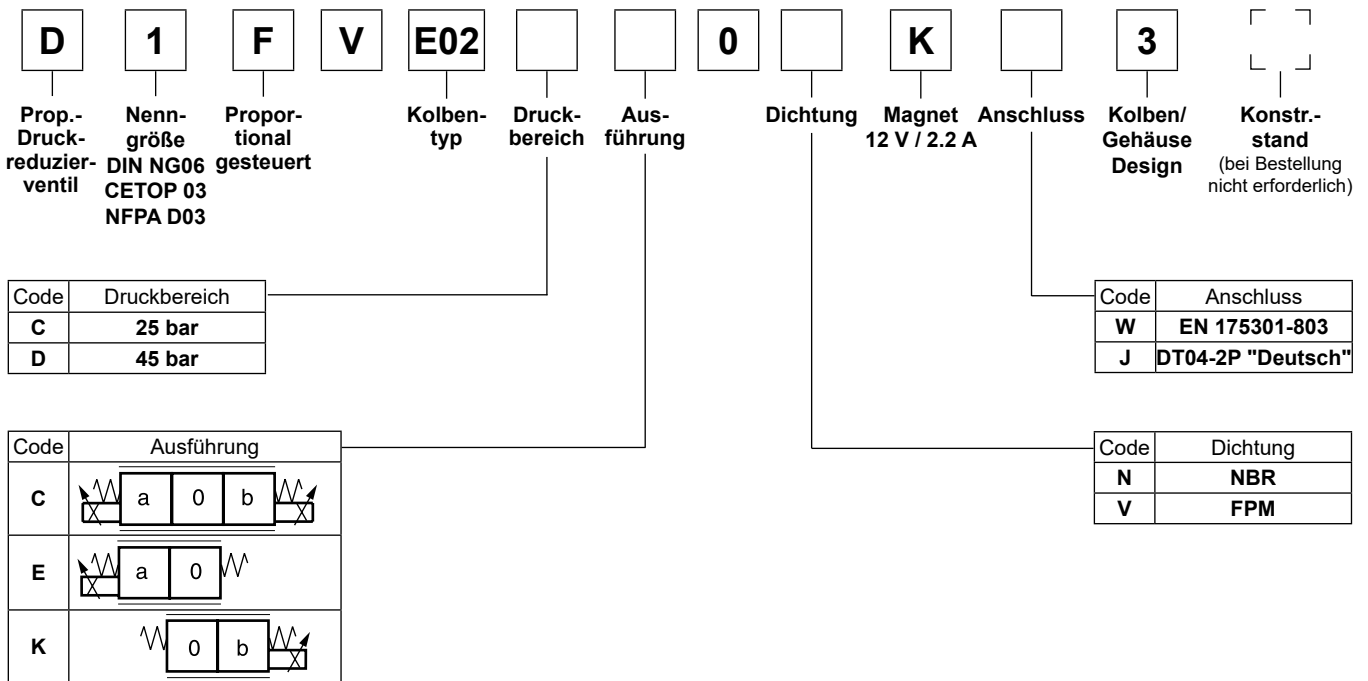 D 1 F V E02 0 K 3
Prop.-
Druck-
reduzier-
ventil
Nenn-
größe
DIN NG06
CETOP 03
NFPA D03
Propor-
tional
gesteuert
Kolben-
typ
Druck-
bereich
Aus-
führung
Dichtung
Magnet
12 V / 2.2 A
Anschluss
Kolben/
Gehäuse
Design
Konstr.-
stand
(bei Bestellung
nicht erforderlich)
Code Druckbereich
C 25 bar
D 45 bar
Code Anschluss
W EN 175301-803
J DT04-2P "Deutsch"
Code Ausführung
C a 0 b
E a 0
K 0 b
Code Dichtung
N NBR
V FPM